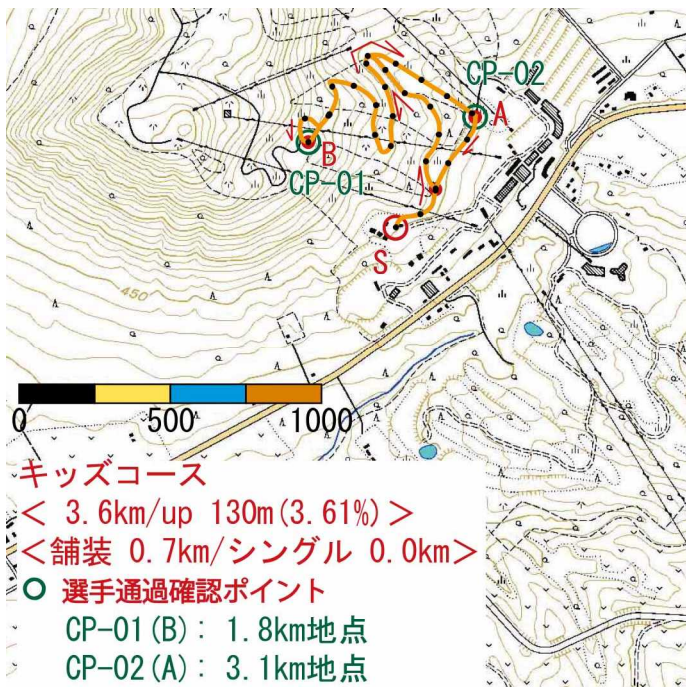 CP-02
A
B
CP-01
S
450
0 500 1000
キッズコース
< 3.6km/up 130m(3.61%) >
<舗装 0.7km/シングル 0.0km>
選手通過確認ポイント
CP-01(B): 1.8km地点
CP-02(A): 3.1km地点